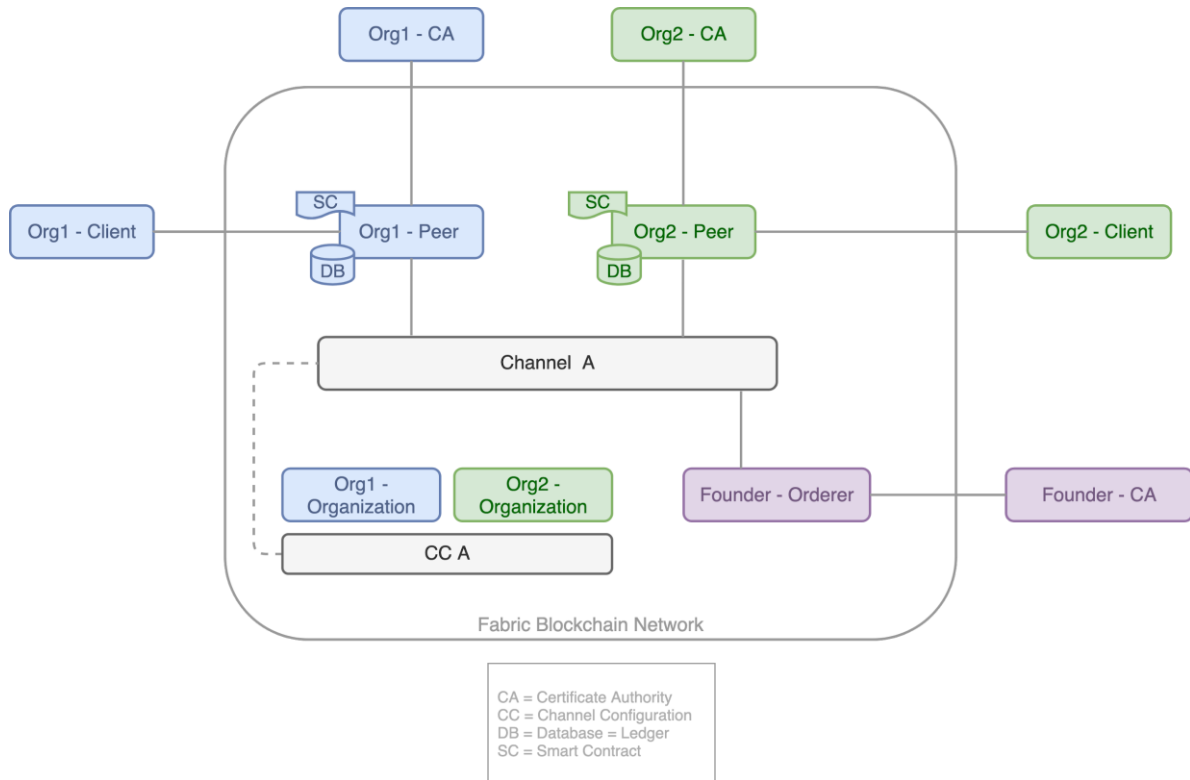 Org1 - CA
Org2 - CA
SC
SC
Org1 - Client
Org1 - Peer
Org2 - Peer
Org2 - Client
DB
DB
Channel  A
Org1 -
Organization
Org2 -
Organization
Founder - Orderer
Founder - CA
CC A
Fabric Blockchain Network
CA = Certificate Authority
CC = Channel Configuration
DB = Database = Ledger
SC = Smart Contract